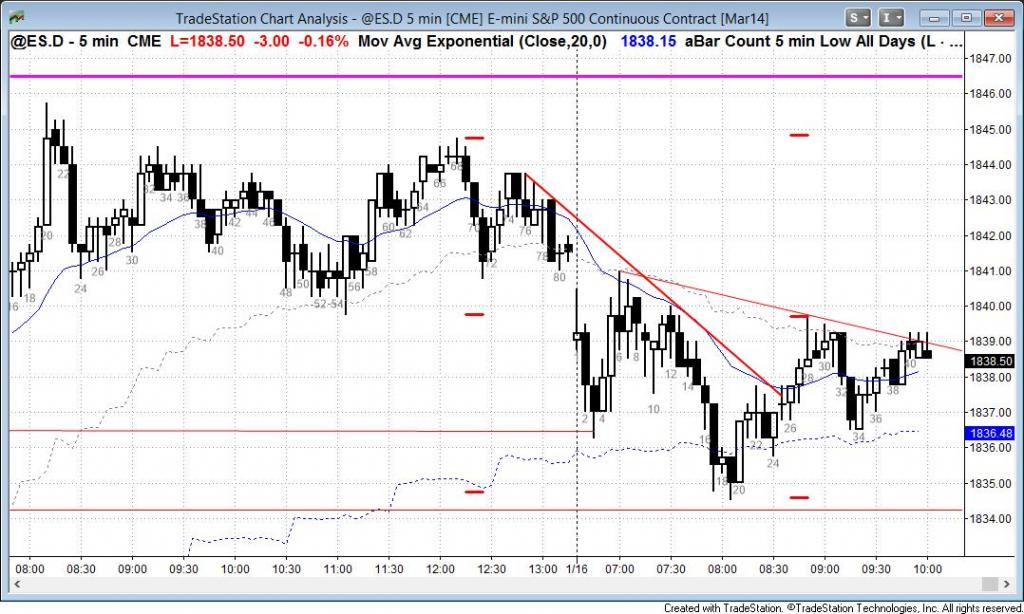 TradeStation Chart Analysis - @ES.D 5 min [CME] E-mini S&P 500 Continuous Contract [Mar14]
S I
@ES.D - 5 min CME L=1838.50 -3.00 -0.16% Mov Avg Exponential (Close,20,0) 1838.15 aBar Count 5 min Low All Days (L · ...
1847.00
1846.00
1845.00
1844.00
1843.00
1842.00
1841.00
1840.00
1839.00
1838.50
1838.00
1837.00
1836.48
1836.00
1835.00
1834.00
16 18 20 22 24 26 28 30 32 34 36 38 40 42 44 46 48 50 52 54 56 58 60 62 64 66 68 70 72 74 76 78 80
2 4 6 8 10 12 14 16 18 20 22 24 26 28 30 32 34 36 38 40
08:00 08:30 09:00 09:30 10:00 10:30 11:00 11:30 12:00 12:30 13:00 1/16 07:00 07:30 08:00 08:30 09:00 09:30 10:00
Created with TradeStation. ©TradeStation Technologies, Inc. All rights reserved.